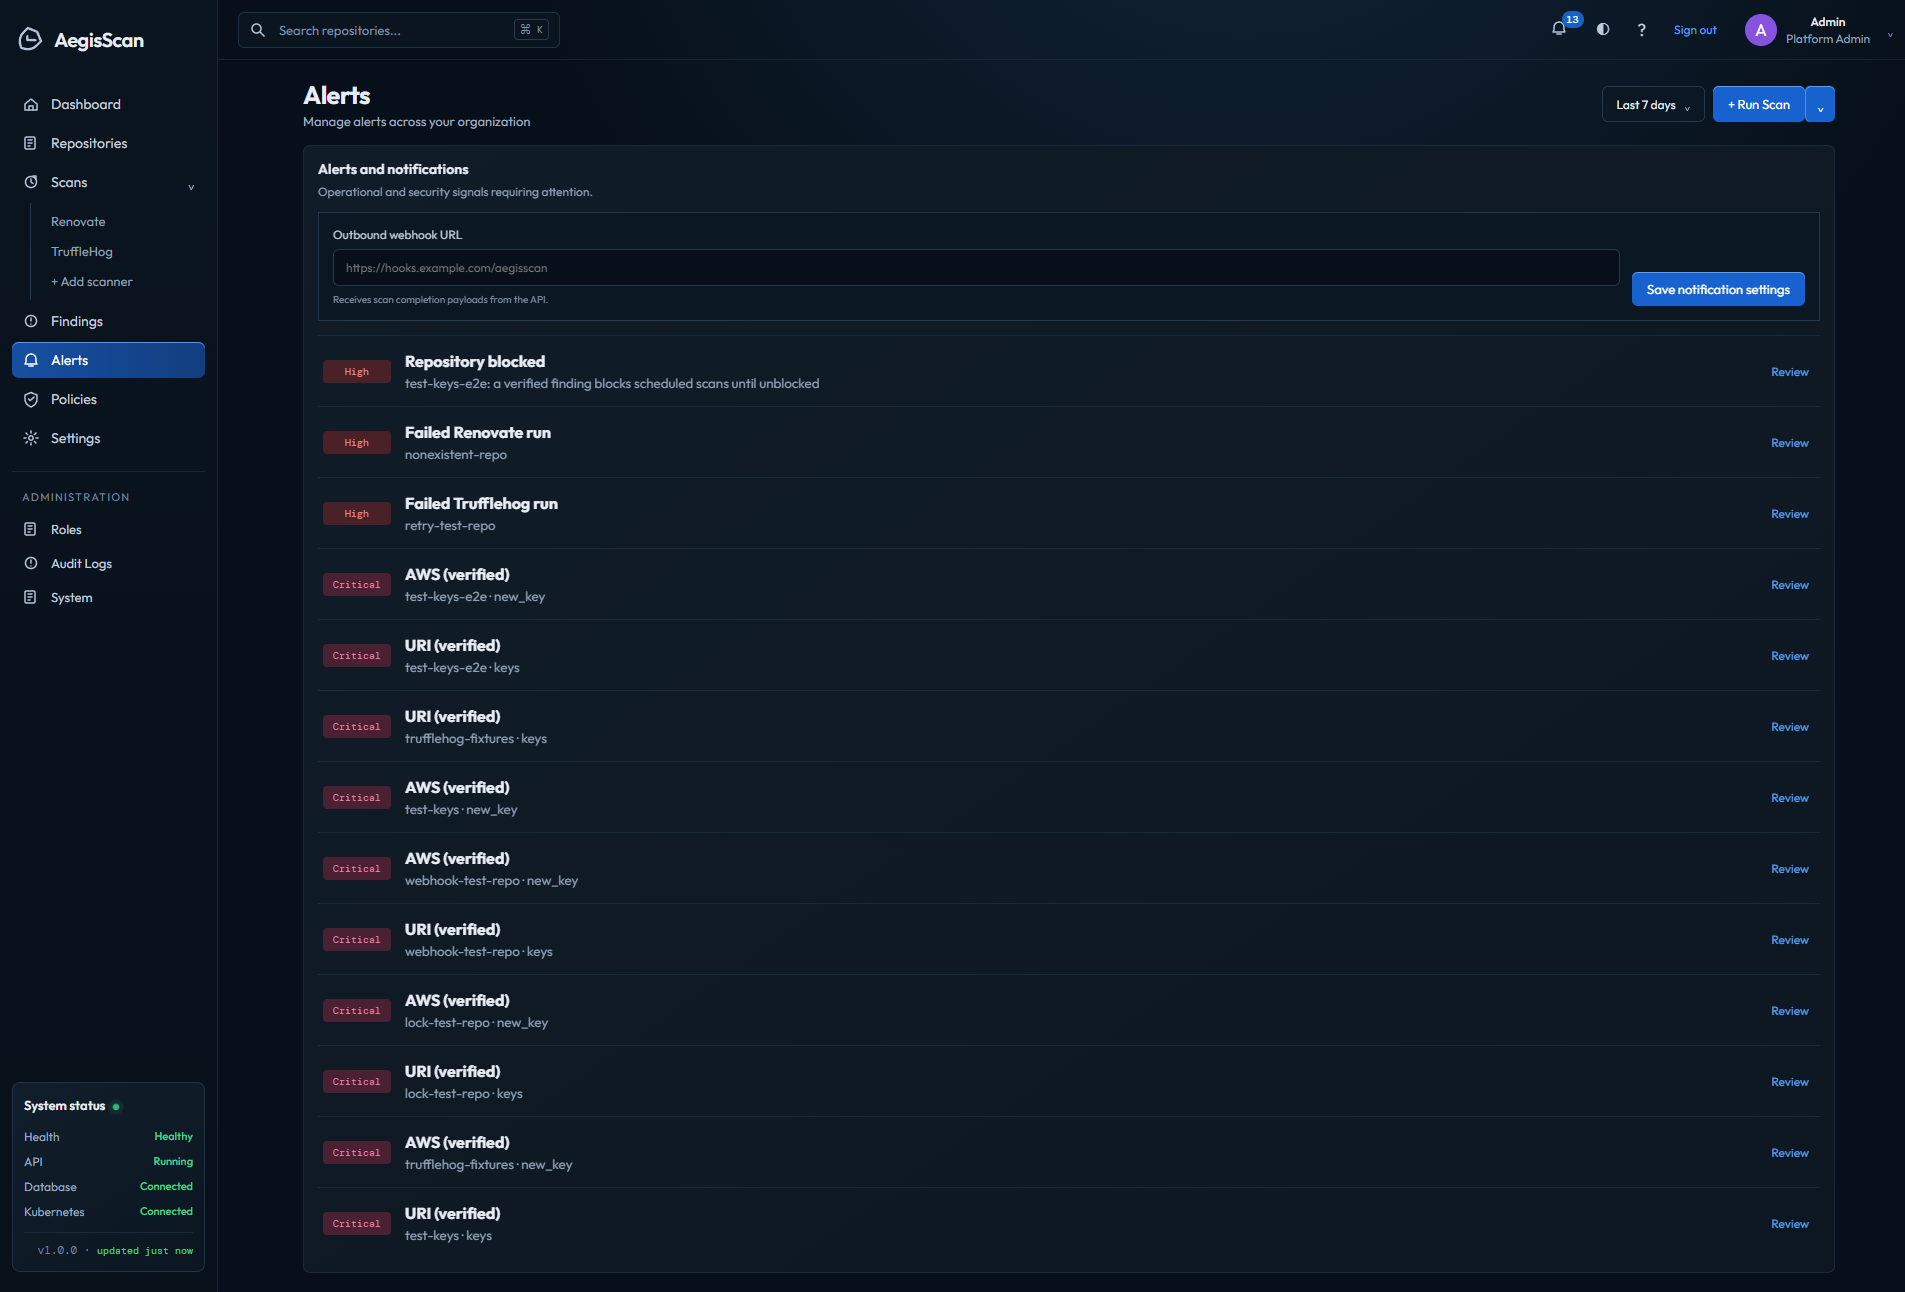 AegisScan
Search repositories...
⌘ K
13
?
Sign out
A
Admin
Platform Admin
Dashboard
Repositories
Scans
Renovate
TruffleHog
+ Add scanner
Findings
Alerts
Policies
Settings
ADMINISTRATION
Roles
Audit Logs
System
System status
Health Healthy
API Running
Database Connected
Kubernetes Connected
v1.0.0 · updated just now
Alerts
Manage alerts across your organization
Last 7 days
+ Run Scan
Alerts and notifications
Operational and security signals requiring attention.
Outbound webhook URL
https://hooks.example.com/aegisscan
Receives scan completion payloads from the API.
Save notification settings
High
Repository blocked
test-keys-e2e: a verified finding blocks scheduled scans until unblocked
Review
High
Failed Renovate run
nonexistent-repo
Review
High
Failed Trufflehog run
retry-test-repo
Review
Critical
AWS (verified)
test-keys-e2e · new_key
Review
Critical
URI (verified)
test-keys-e2e · keys
Review
Critical
URI (verified)
trufflehog-fixtures · keys
Review
Critical
AWS (verified)
test-keys · new_key
Review
Critical
AWS (verified)
webhook-test-repo · new_key
Review
Critical
URI (verified)
webhook-test-repo · keys
Review
Critical
AWS (verified)
lock-test-repo · new_key
Review
Critical
URI (verified)
lock-test-repo · keys
Review
Critical
AWS (verified)
trufflehog-fixtures · new_key
Review
Critical
URI (verified)
test-keys · keys
Review